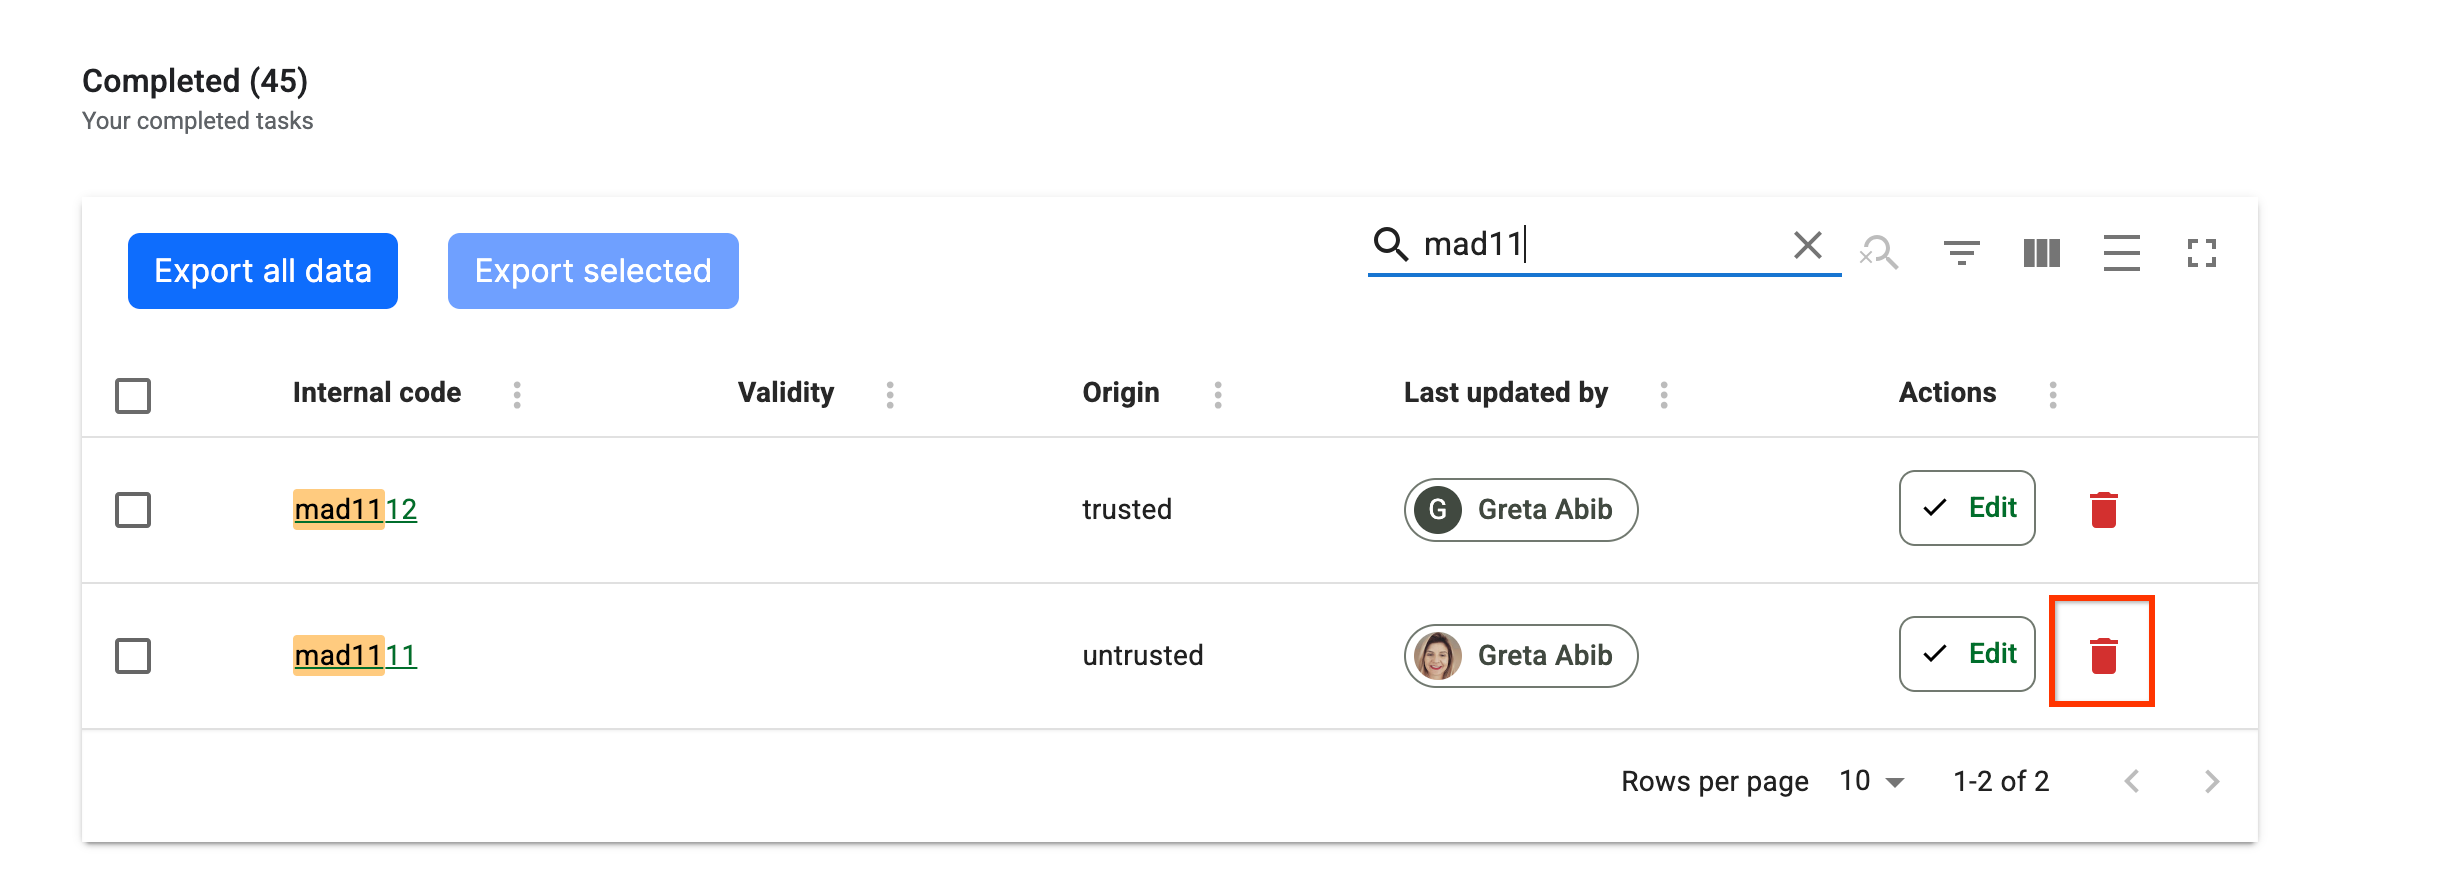 Completed (45)
Your completed tasks
Export all data
Export selected
mad11
Internal code
Validity
Origin
Last updated by
Actions
mad1112
trusted
G
Greta Abib
Edit
mad1111
untrusted
Greta Abib
Edit
Rows per page
10
1-2 of 2